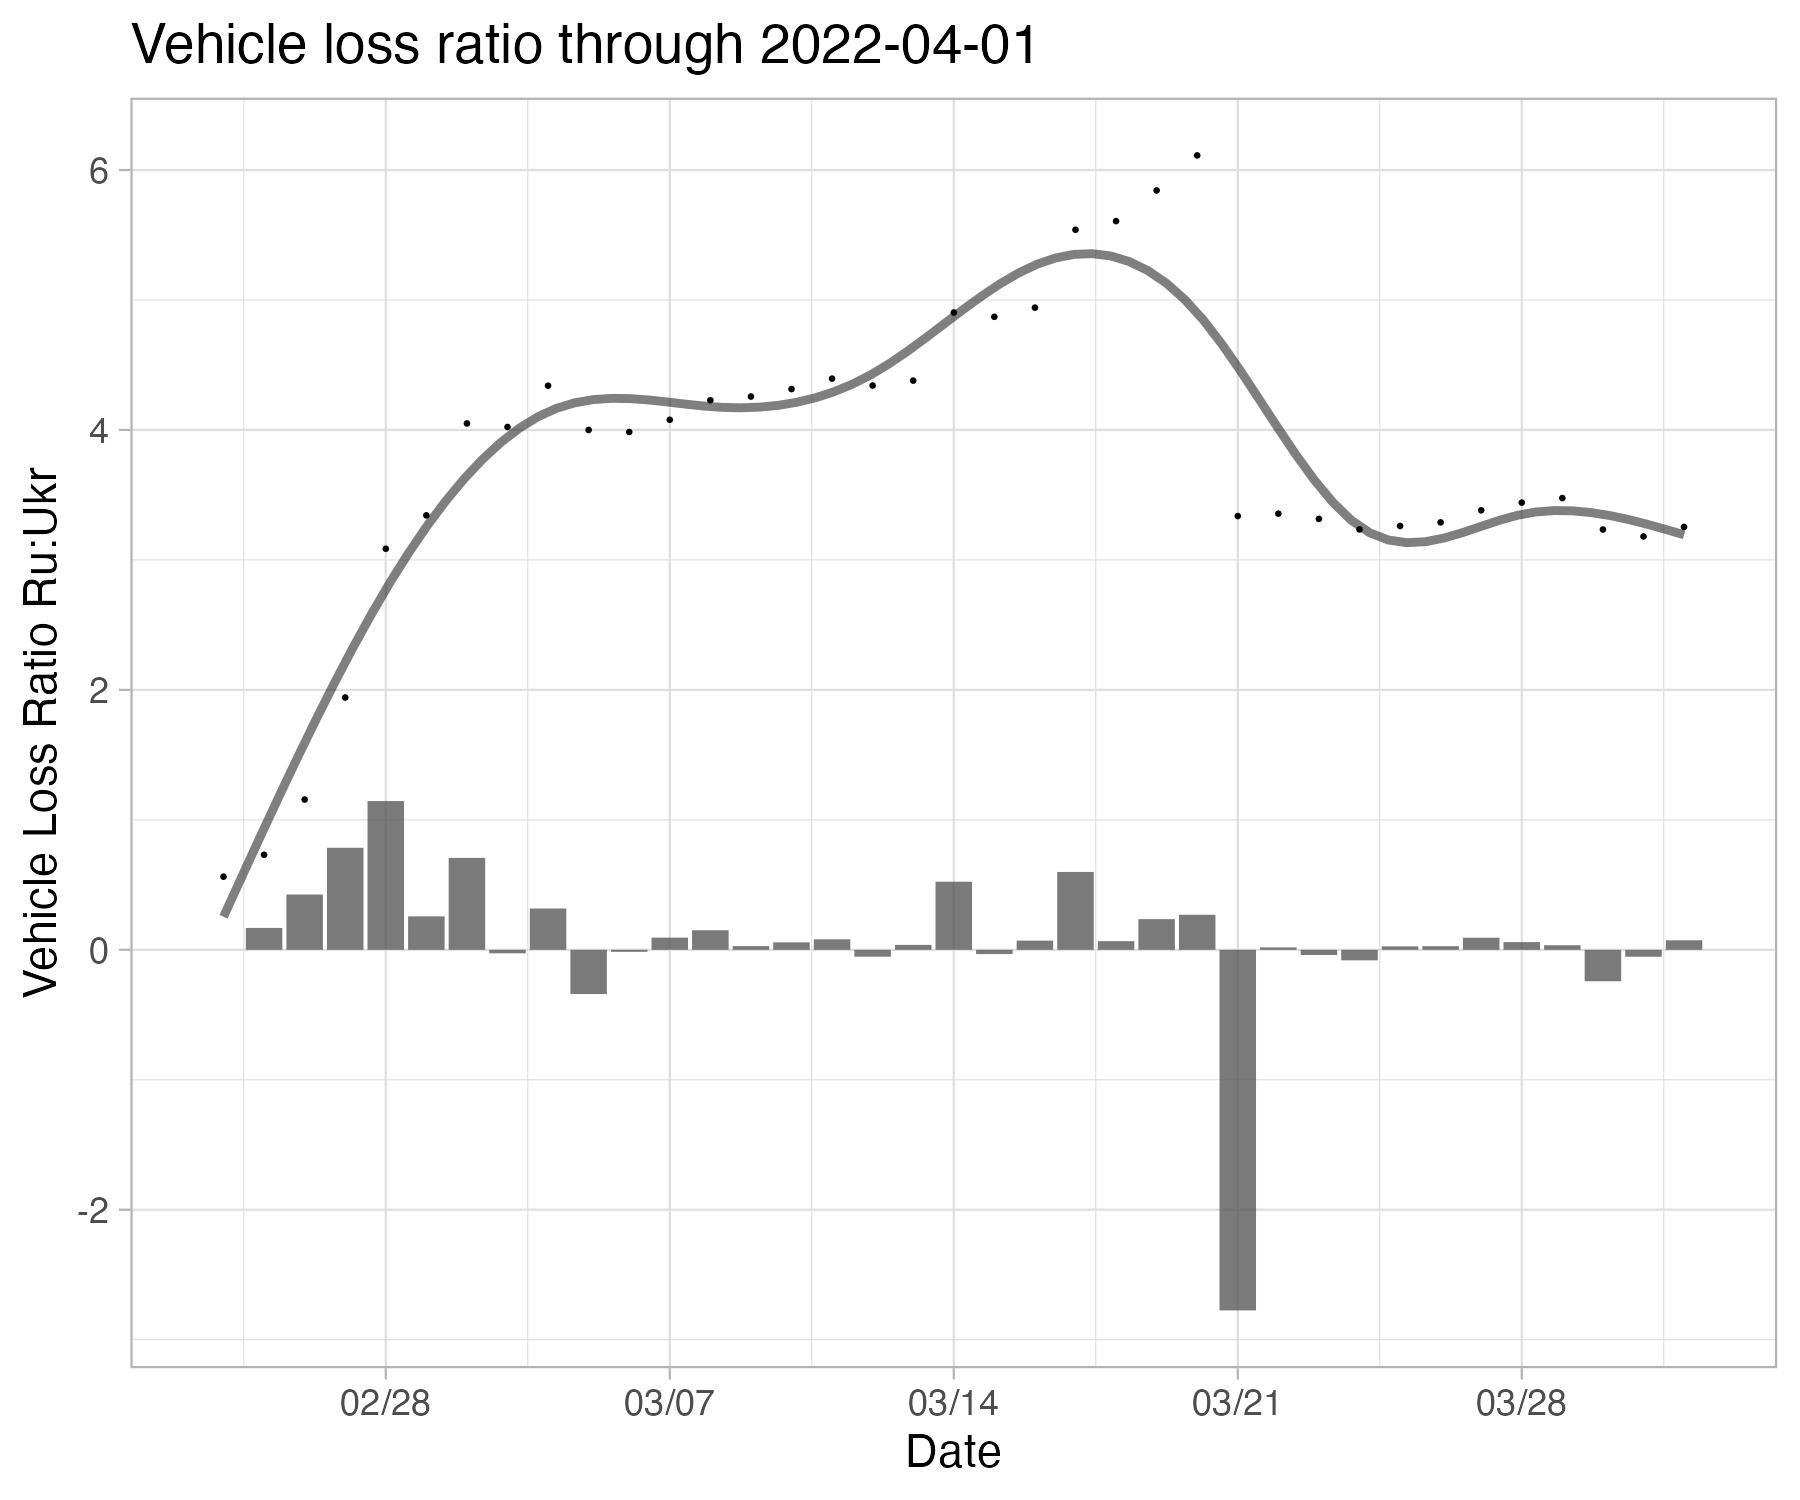 Vehicle loss ratio through 2022-04-01
Vehicle Loss Ratio Ru:Ukr
6
4
2
0
-2
02/28 03/07 03/14 03/21 03/28
Date